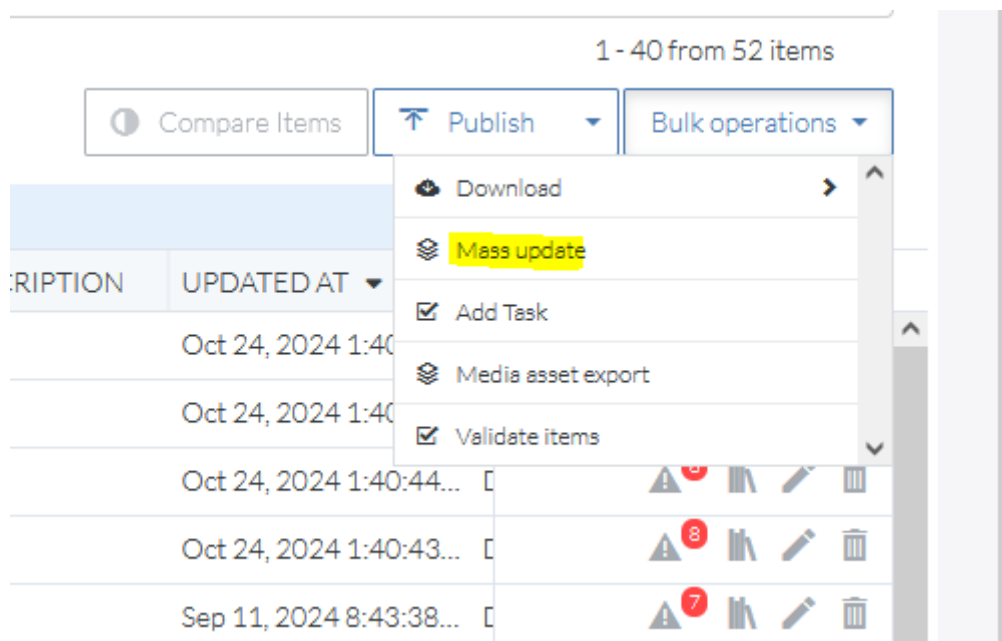 1 - 40 from 52 items
Compare Items Publish Bulk operations
Download
Mass update
RIPTION UPDATED AT
Add Task
Oct 24, 2024 1:40
Media asset export
Oct 24, 2024 1:40
Validate items
Oct 24, 2024 1:40:44...
Oct 24, 2024 1:40:43... 8
Sep 11, 2024 8:43:38... 7